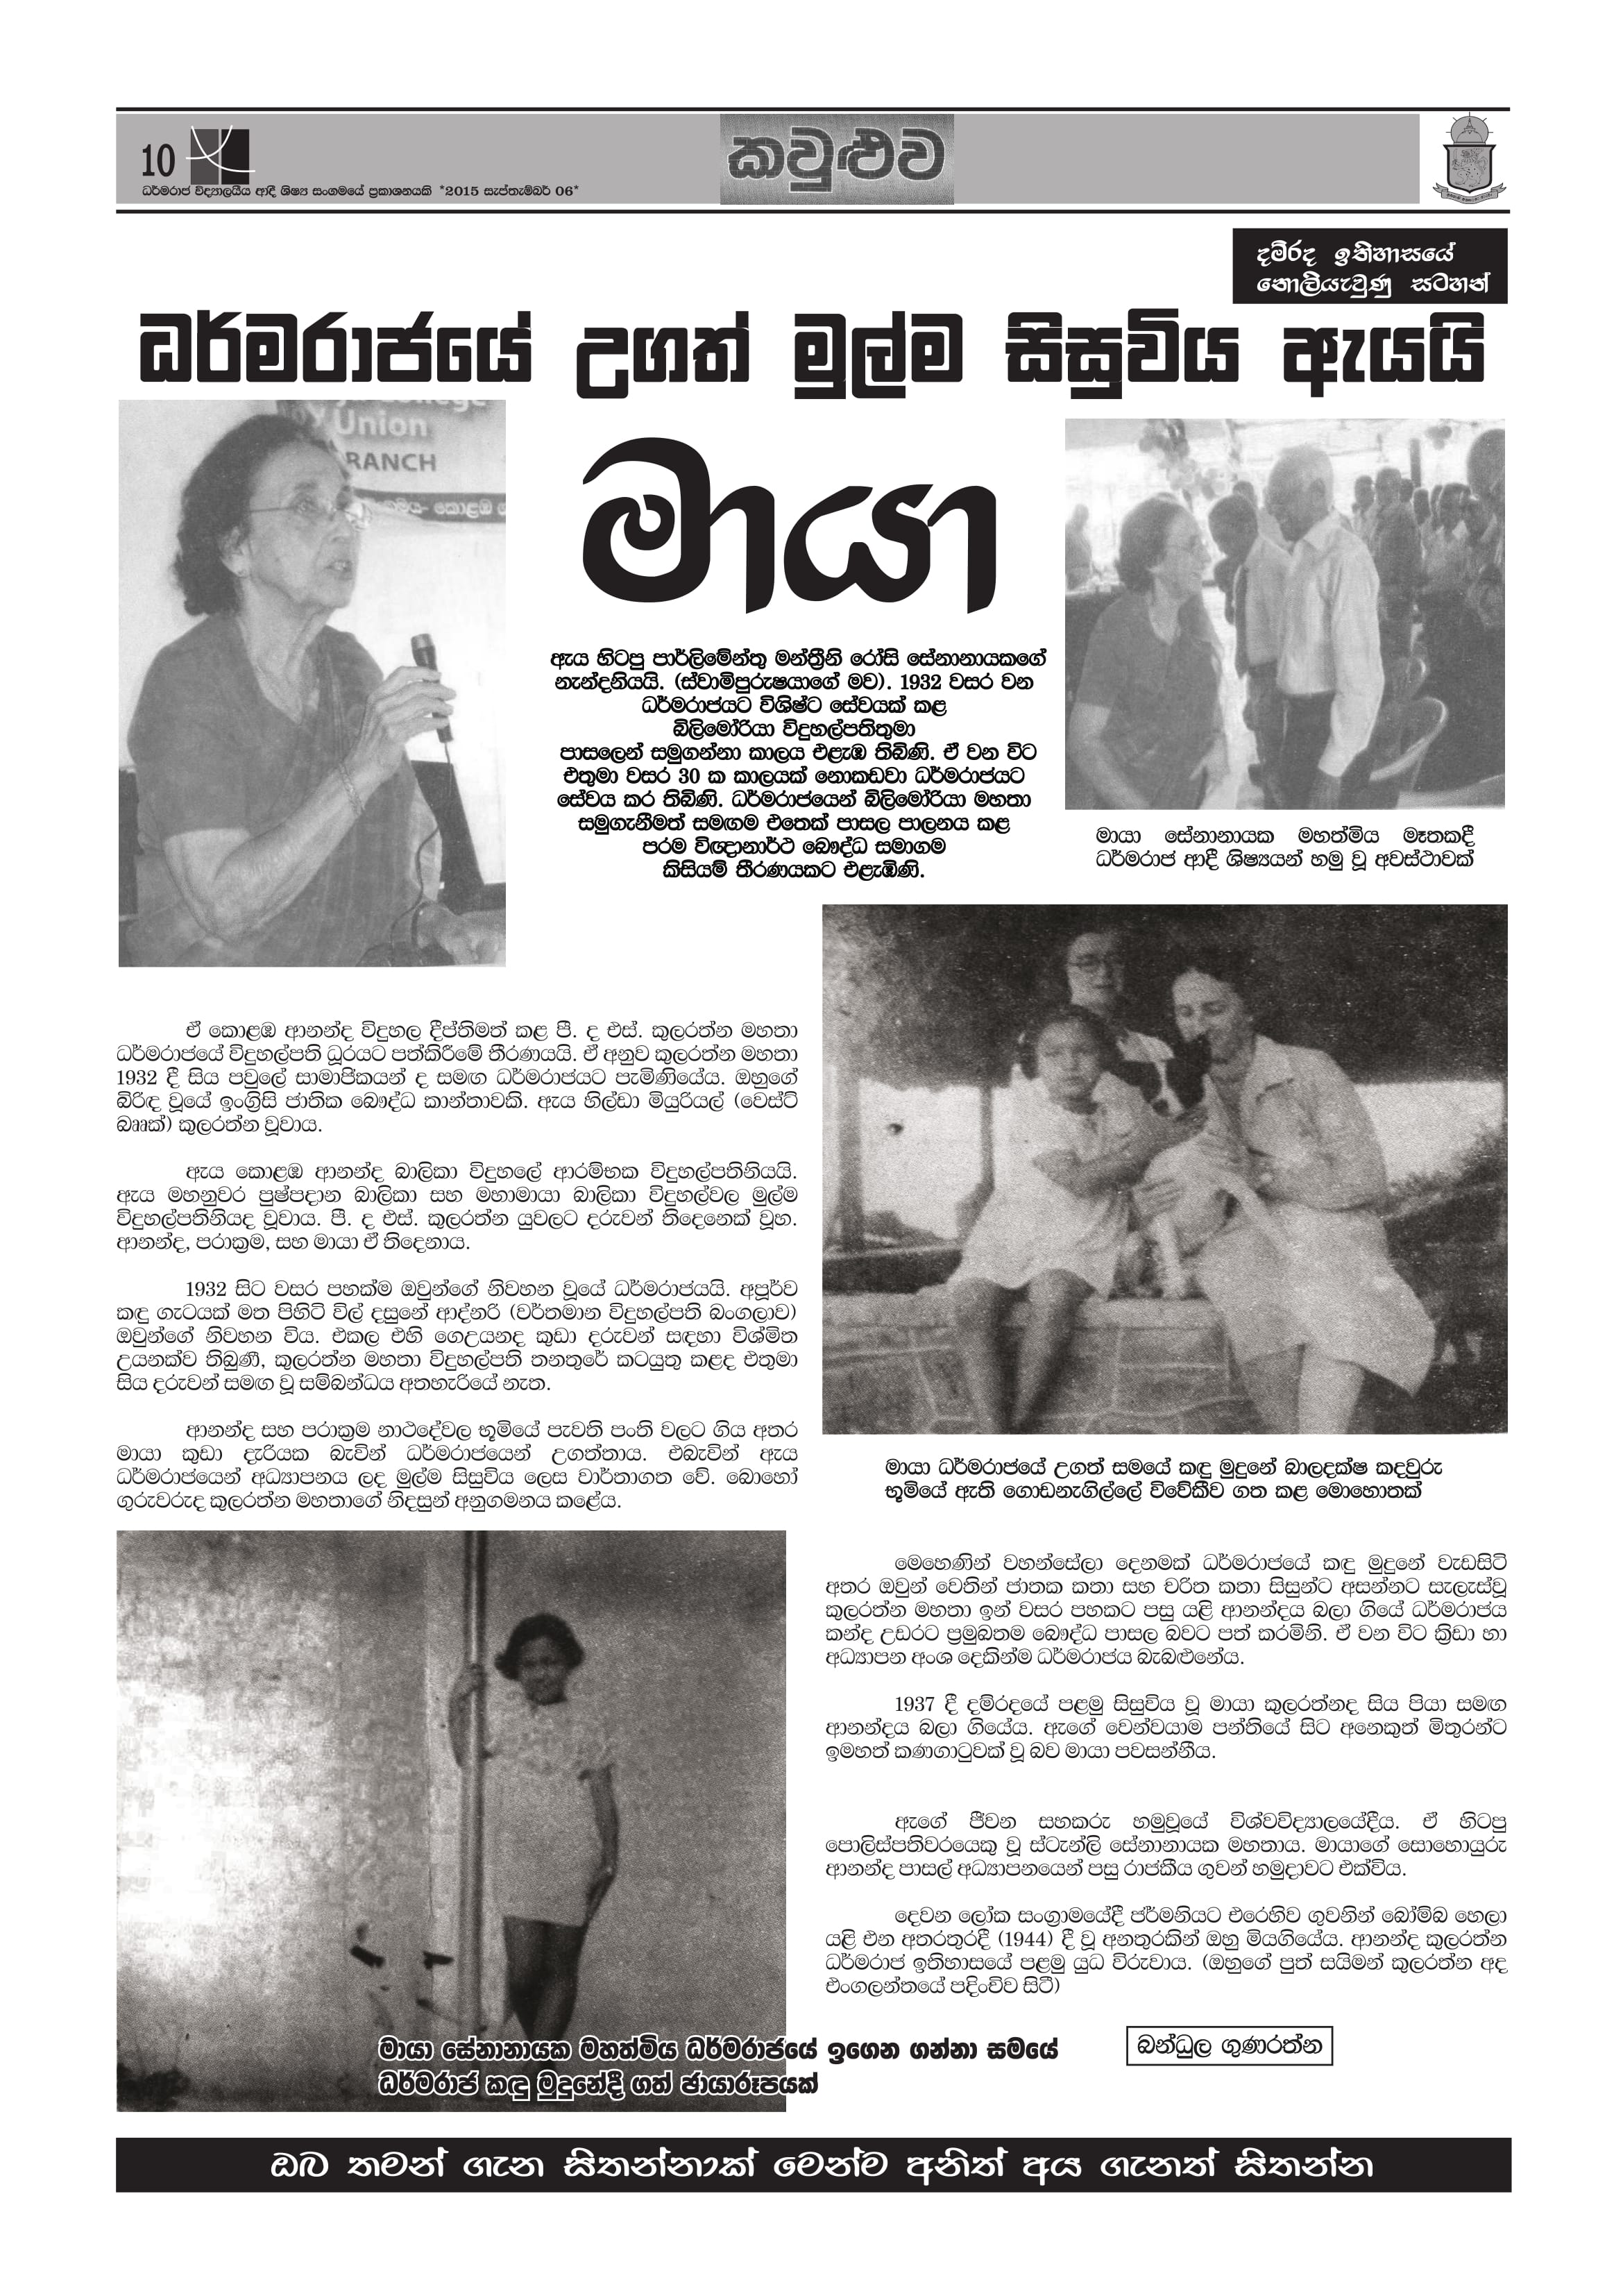 10
ධර්මරාජ විද්‍යාලයීය ආදී ශිෂ්‍ය සංගමයේ ප්‍රකාශනයකි *2015 සැප්තැම්බර් 06*
කවුළුව
දම්රද ඉතිහාසයේ
නොලියැවුණු සටහන්
ධර්මරාජයේ උගත් මුල්ම සිසුවිය ඇයයි
Union
RANCH
මායා
ඇය හිටපු පාර්ලිමේන්තු මන්ත්‍රීනි රෝසි සේනානායකගේ
නැන්දනියයි. (ස්වාමිපුරුෂයාගේ මව). 1932 වසර වන
ධර්මරාජයට විශිෂ්ට සේවයක් කළ
බිලිමෝරියා විදුහල්පතිතුමා
පාසලෙන් සමුගන්නා කාලය එළැඹ තිබිණි. ඒ වන විට
එතුමා වසර 30 ක කාලයක් නොකඩවා ධර්මරාජයට
සේවය කර තිබිණි. ධර්මරාජයෙන් බිලිමෝරියා මහතා
සමුගැනීමත් සමඟම එතෙක් පාසල පාලනය කළ
පරම විඥානාර්ථ බෞද්ධ සමාගම
කිසියම් තීරණයකට එළැඹිණි.
මායා සේනානායක මහත්මිය මෑතකදී
ධර්මරාජ ආදී ශිෂ්‍යයන් හමු වූ අවස්ථාවක්
ඒ කොළඹ ආනන්ද විදුහල දීප්තිමත් කළ පී. ද එස්. කුලරත්න මහතා
ධර්මරාජයේ විදුහල්පති ධූරයට පත්කිරීමේ තීරණයයි. ඒ අනුව කුලරත්න මහතා
1932 දී සිය පවුලේ සාමාජිකයන් ද සමඟ ධර්මරාජයට පැමිණියේය. ඔහුගේ
බිරිඳ වූයේ ඉංග්‍රිසි ජාතික බෞද්ධ කාන්තාවකි. ඇය හිල්ඩා මියුරියල් (වෙස්ට්
බෲක්) කුලරත්න වූවාය.
ඇය කොළඹ ආනන්ද බාලිකා විදුහලේ ආරම්භක විදුහල්පතිනියයි.
ඇය මහනුවර පුෂ්පදාන බාලිකා සහ මහාමායා බාලිකා විදුහල්වල මුල්ම
විදුහල්පතිනියද වූවාය. පී. ද එස්. කුලරත්න යුවලට දරුවන් තිදෙනෙක් වූහ.
ආනන්ද, පරාක්‍රම, සහ මායා ඒ තිදෙනාය.
1932 සිට වසර පහක්ම ඔවුන්ගේ නිවහන වූයේ ධර්මරාජයයි. අපූර්ව
කඳු ගැටයක් මත පිහිටි විල් දසුනේ ආද්නරි (වර්තමාන විදුහල්පති බංගලාව)
ඔවුන්ගේ නිවහන විය. එකල එහි ගෙඋයනද කුඩා දරුවන් සඳහා විශ්මිත
උයනක්ව තිබුණි, කුලරත්න මහතා විදුහල්පති තනතුරේ කටයුතු කළද එතුමා
සිය දරුවන් සමඟ වූ සම්බන්ධය අතහැරියේ නැත.
ආනන්ද සහ පරාක්‍රම නාථදේවල භූමියේ පැවති පංති වලට ගිය අතර
මායා කුඩා දැරියක බැවින් ධර්මරාජයෙන් උගත්තාය. එබැවින් ඇය
ධර්මරාජයෙන් අධ්‍යාපනය ලද මුල්ම සිසුවිය ලෙස වාර්තාගත වේ. බොහෝ
ගුරුවරුද කුලරත්න මහතාගේ නිදසුන් අනුගමනය කළේය.
මායා ධර්මරාජයේ උගත් සමයේ කඳු මුදුනේ බාලදක්ෂ කදවුරු
භූමියේ ඇති ගොඩනැගිල්ලේ විවේකීව ගත කළ මොහොතක්
මෙහෙණින් වහන්සේලා දෙනමක් ධර්මරාජයේ කඳු මුදුනේ වැඩසිටි
අතර ඔවුන් වෙතින් ජාතක කතා සහ චරිත කතා සිසුන්ට අසන්නට සැලැස්වූ
කුලරත්න මහතා ඉන් වසර පහකට පසු යළි ආනන්දය බලා ගියේ ධර්මරාජය
කන්ද උඩරට ප්‍රමුඛතම බෞද්ධ පාසල බවට පත් කරමිනි. ඒ වන විට ක්‍රිඩා හා
අධ්‍යාපන අංශ දෙකින්ම ධර්මරාජය බැබළුනේය.
1937 දී දම්රදයේ පළමු සිසුවිය වූ මායා කුලරත්නද සිය පියා සමඟ
ආනන්දය බලා ගියේය. ඇගේ වෙන්වයාම පන්තියේ සිට අනෙකුත් මිතුරන්ට
ඉමහත් කණගාටුවක් වූ බව මායා පවසන්නීය.
ඇගේ ජීවන සහකරු හමුවූයේ විශ්වවිද්‍යාලයේදීය. ඒ හිටපු
පොලිස්පතිවරයෙකු වූ ස්ටැන්ලි සේනානායක මහතාය. මායාගේ සොහොයුරු
ආනන්ද පාසල් අධ්‍යාපනයෙන් පසු රාජකීය ගුවන් හමුදාවට එක්විය.
දෙවන ලෝක සංග්‍රාමයේදී ජර්මනියට එරෙහිව ගුවනින් බෝම්බ හෙලා
යළි එන අතරතුරදී (1944) දී වූ අනතුරකින් ඔහු මියගියේය. ආනන්ද කුලරත්න
ධර්මරාජ ඉතිහාසයේ පළමු යුධ විරුවාය. (ඔහුගේ පුත් සයිමන් කුලරත්න අද
එංගලන්තයේ පදිංචිව සිටී)
මායා සේනානායක මහත්මිය ධර්මරාජයේ ඉගෙන ගන්නා සමයේ
ධර්මරාජ කඳු මුදුනේදී ගත් ඡායාරූපයක්
බන්ධුල ගුණරත්න
ඔබ තමන් ගැන සිතන්නාක් මෙන්ම අනිත් අය ගැනත් සිතන්න